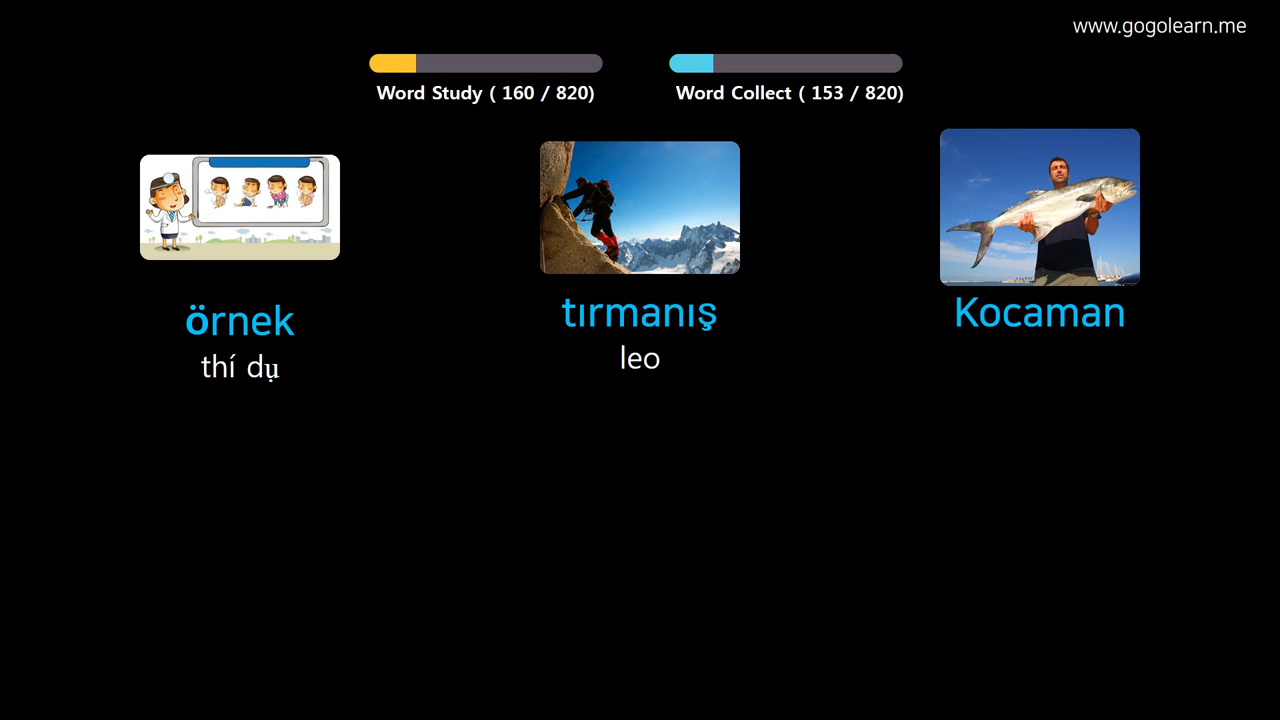 www.gogolearn.me
Word Study ( 160 / 820)
Word Collect ( 153 / 820)
örnek
thí dụ
tırmanış
leo
Kocaman